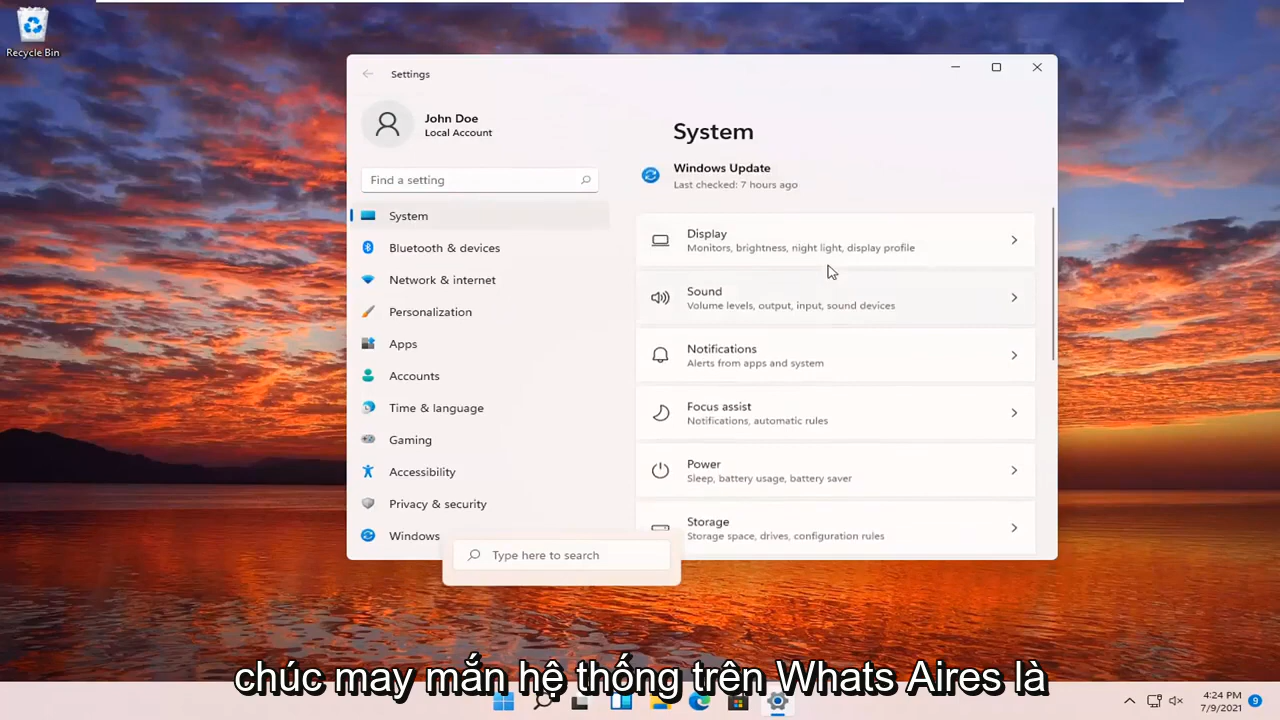 Recycle Bin
Settings
John Doe
Local Account
Find a setting
System
Bluetooth & devices
Network & internet
Personalization
Apps
Accounts
Time & language
Gaming
Accessibility
Privacy & security
Windows
System
Windows Update
Last checked: 7 hours ago
Display
Monitors, brightness, night light, display profile
Sound
Volume levels, output, input, sound devices
Notifications
Alerts from apps and system
Focus assist
Notifications, automatic rules
Power
Sleep, battery usage, battery saver
Storage
Storage space, drives, configuration rules
Type here to search
chúc may mắn hệ thống trên Whats Aires là
4:24 PM
7/9/2021
9